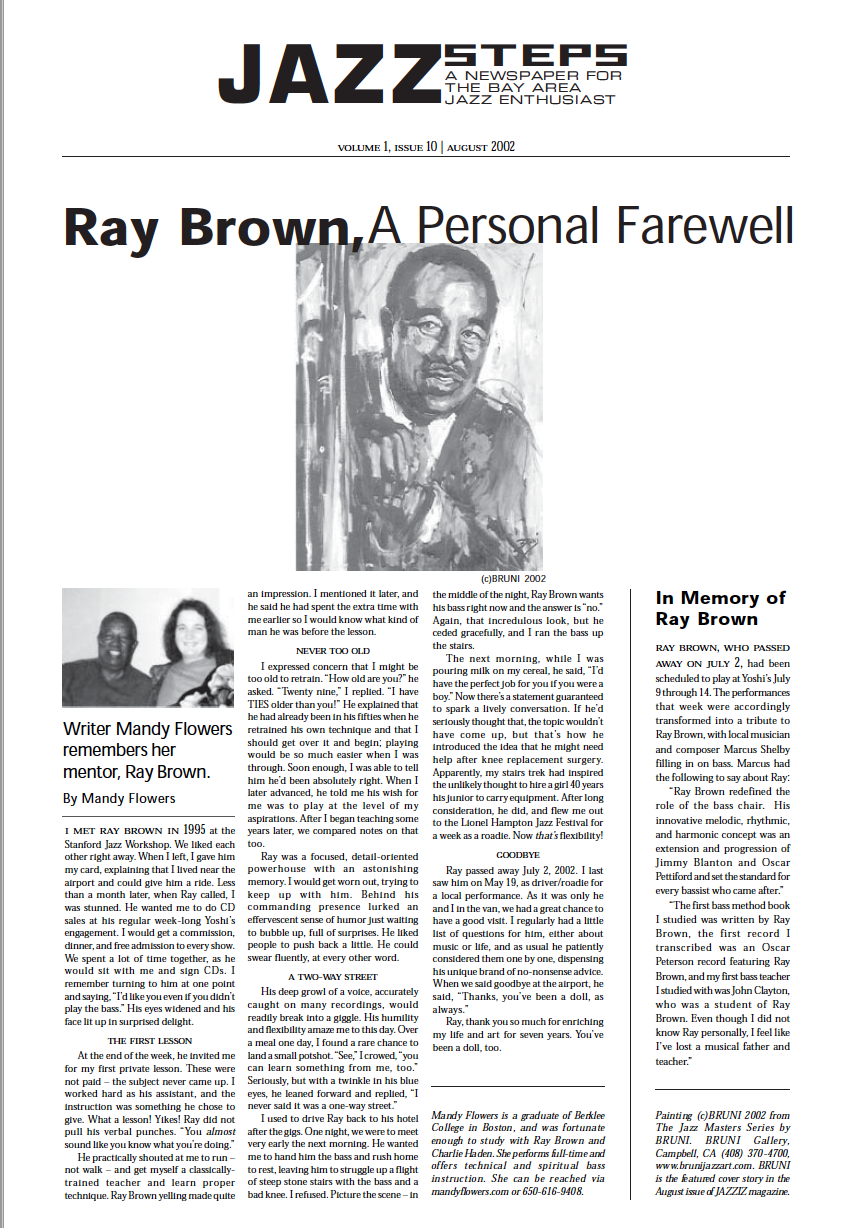 JAZZ STEPS
A NEWSPAPER FOR
THE BAY AREA
JAZZ ENTHUSIAST
VOLUME 1, ISSUE 10 | AUGUST 2002
Ray Brown, A Personal Farewell
(c)BRUNI 2002
Writer Mandy Flowers
remembers her
mentor, Ray Brown.
By Mandy Flowers
I MET RAY BROWN IN 1995 at the
Stanford Jazz Workshop. We liked each
other right away. When I left, I gave him
my card, explaining that I lived near the
airport and could give him a ride. Less
than a month later, when Ray called, I
was stunned. He wanted me to do CD
sales at his regular week-long Yoshi's
engagement. I would get a commission,
dinner, and free admission to every show.
We spent a lot of time together, as he
would sit with me and sign CDs. I
remember turning to him at one point
and saying, "I'd like you even if you didn't
play the bass." His eyes widened and his
face lit up in surprised delight.
THE FIRST LESSON
At the end of the week, he invited me
for my first private lesson. These were
not paid – the subject never came up. I
worked hard as his assistant, and the
instruction was something he chose to
give. What a lesson! Yikes! Ray did not
pull his verbal punches. "You almost
sound like you know what you're doing."
He practically shouted at me to run –
not walk – and get myself a classically-
trained teacher and learn proper
technique. Ray Brown yelling made quite
an impression. I mentioned it later, and
he said he had spent the extra time with
me earlier so I would know what kind of
man he was before the lesson.
NEVER TOO OLD
I expressed concern that I might be
too old to retrain. "How old are you?" he
asked. "Twenty nine," I replied. "I have
TIES older than you!" He explained that
he had already been in his fifties when he
retrained his own technique and that I
should get over it and begin; playing
would be so much easier when I was
through. Soon enough, I was able to tell
him he'd been absolutely right. When I
later advanced, he told me his wish for
me was to play at the level of my
aspirations. After I began teaching some
years later, we compared notes on that
too.
Ray was a focused, detail-oriented
powerhouse with an astonishing
memory. I would get worn out, trying to
keep up with him. Behind his
commanding presence lurked an
effervescent sense of humor just waiting
to bubble up, full of surprises. He liked
people to push back a little. He could
swear fluently, at every other word.
A TWO-WAY STREET
His deep growl of a voice, accurately
caught on many recordings, would
readily break into a giggle. His humility
and flexibility amaze me to this day. Over
a meal one day, I found a rare chance to
land a small potshot. "See," I crowed, "you
can learn something from me, too."
Seriously, but with a twinkle in his blue
eyes, he leaned forward and replied, "I
never said it was a one-way street."
I used to drive Ray back to his hotel
after the gigs. One night, we were to meet
very early the next morning. He wanted
me to hand him the bass and rush home
to rest, leaving him to struggle up a flight
of steep stone stairs with the bass and a
bad knee. I refused. Picture the scene – in
the middle of the night, Ray Brown wants
his bass right now and the answer is "no."
Again, that incredulous look, but he
ceded gracefully, and I ran the bass up
the stairs.
The next morning, while I was
pouring milk on my cereal, he said, "I'd
have the perfect job for you if you were a
boy." Now there's a statement guaranteed
to spark a lively conversation. If he'd
seriously thought that, the topic wouldn't
have come up, but that's how he
introduced the idea that he might need
help after knee replacement surgery.
Apparently, my stairs trek had inspired
the unlikely thought to hire a girl 40 years
his junior to carry equipment. After long
consideration, he did, and flew me out
to the Lionel Hampton Jazz Festival for
a week as a roadie. Now that's flexibility!
GOODBYE
Ray passed away July 2, 2002. I last
saw him on May 19, as driver/roadie for
a local performance. As it was only he
and I in the van, we had a great chance to
have a good visit. I regularly had a little
list of questions for him, either about
music or life, and as usual he patiently
considered them one by one, dispensing
his unique brand of no-nonsense advice.
When we said goodbye at the airport, he
said, "Thanks, you've been a doll, as
always."
Ray, thank you so much for enriching
my life and art for seven years. You've
been a doll, too.
Mandy Flowers is a graduate of Berklee
College in Boston, and was fortunate
enough to study with Ray Brown and
Charlie Haden. She performs full-time and
offers technical and spiritual bass
instruction. She can be reached via
mandyflowers.com or 650-616-9408.
In Memory of
Ray Brown
RAY BROWN, WHO PASSED
AWAY ON JULY 2, had been
scheduled to play at Yoshi's July
9 through 14. The performances
that week were accordingly
transformed into a tribute to
Ray Brown, with local musician
and composer Marcus Shelby
filling in on bass. Marcus had
the following to say about Ray:
"Ray Brown redefined the
role of the bass chair. His
innovative melodic, rhythmic,
and harmonic concept was an
extension and progression of
Jimmy Blanton and Oscar
Pettiford and set the standard for
every bassist who came after."
"The first bass method book
I studied was written by Ray
Brown, the first record I
transcribed was an Oscar
Peterson record featuring Ray
Brown, and my first bass teacher
I studied with was John Clayton,
who was a student of Ray
Brown. Even though I did not
know Ray personally, I feel like
I've lost a musical father and
teacher."
Painting (c)BRUNI 2002 from
The Jazz Masters Series by
BRUNI. BRUNI Gallery,
Campbell, CA (408) 370-4700,
www.brunijazzart.com. BRUNI
is the featured cover story in the
August issue of JAZZIZ magazine.